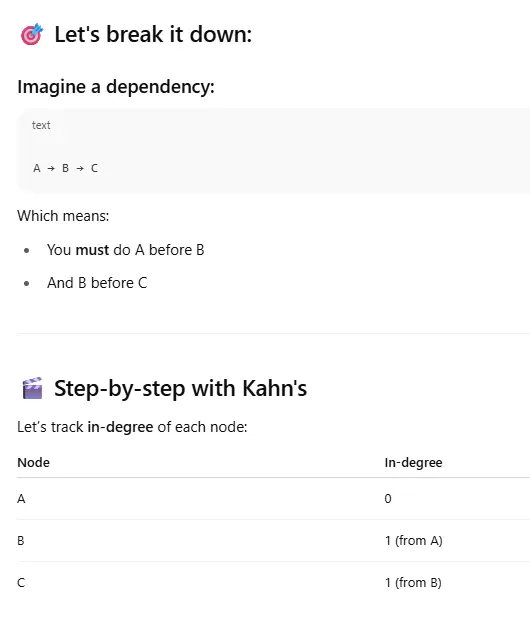 🎯 Let's break it down:
Imagine a dependency:
text
A → B → C
Which means:
• You must do A before B
• And B before C
🎬 Step-by-step with Kahn's
Let's track in-degree of each node:
Node In-degree
A 0
B 1 (from A)
C 1 (from B)